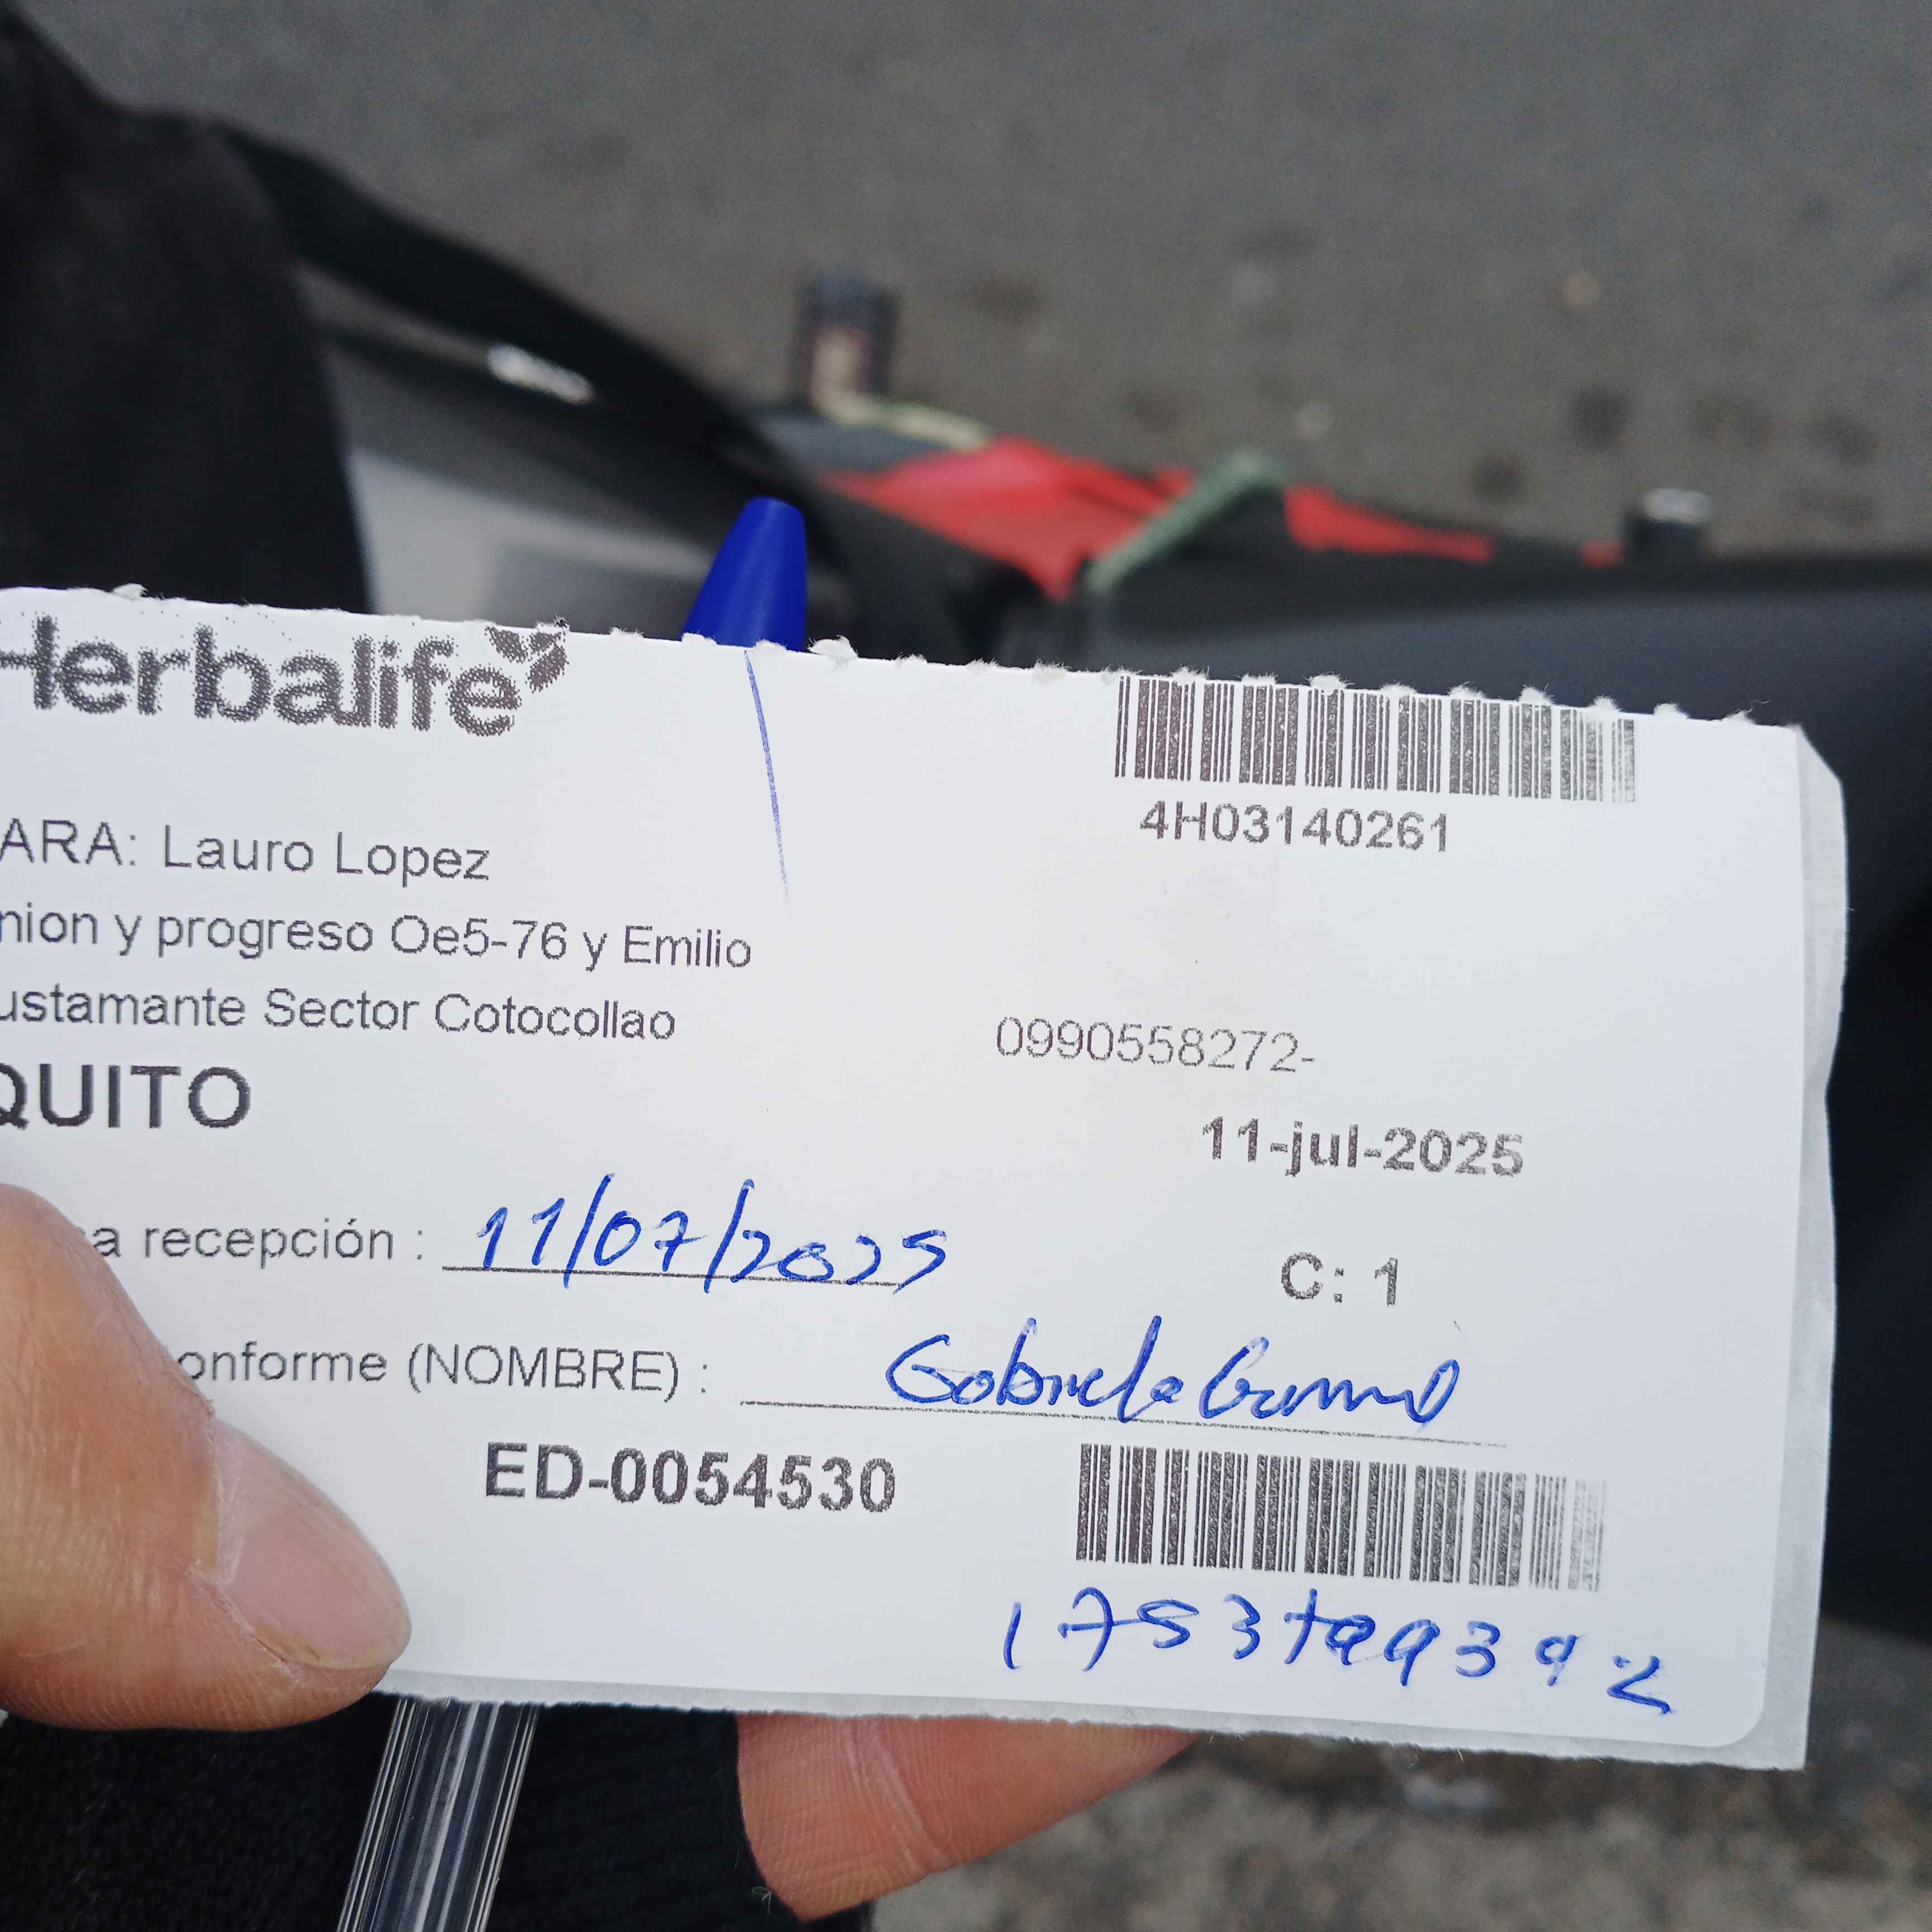 Herbalife
4H03140261
ARA: Lauro Lopez
nion y progreso Oe5-76 y Emilio
ustamante Sector Cotocollao
0990558272-
QUITO
11-jul-2025
a recepción : 11/07/2025
C: 1
onforme (NOMBRE) : Gabriela
ED-0054530